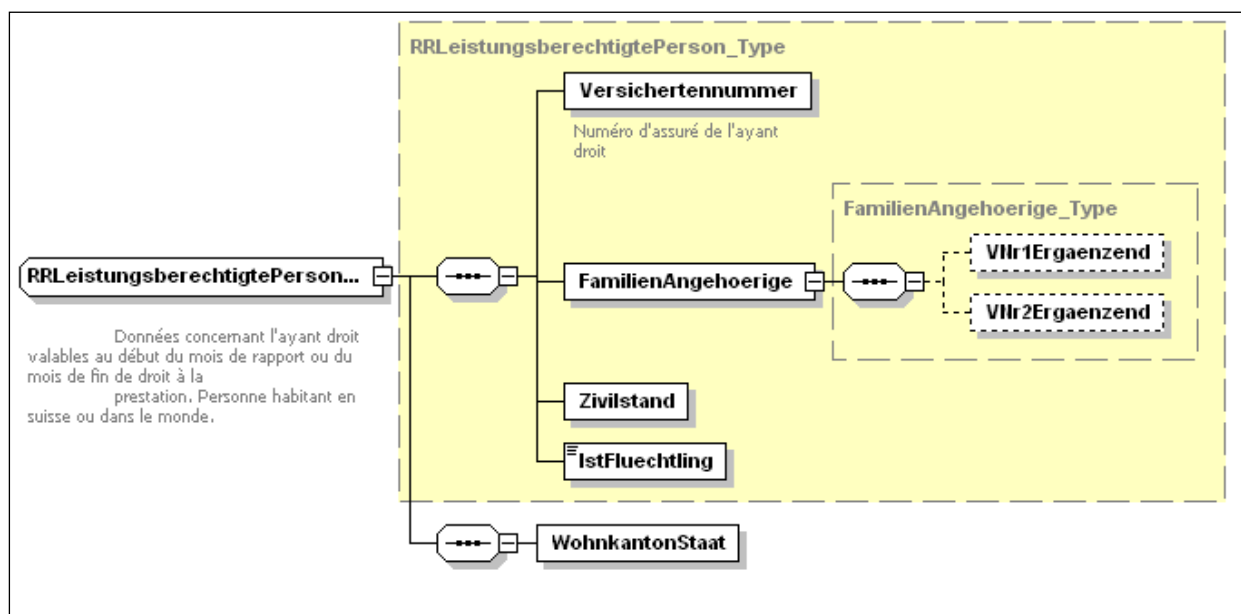 RRLeistungsberechtigtePerson_Type
Versichertennummer
Numéro d'assuré de l'ayant
droit
FamilienAngehoerige_Type
VNr1Ergaenzend
RRLeistungsberechtigtePerson...
FamilienAngehoerige
VNr2Ergaenzend
Données concernant l'ayant droit
valables au début du mois de rapport ou du
mois de fin de droit à la
prestation. Personne habitant en
suisse ou dans le monde.
Zivilstand
IstFluechtling
WohnkantonStaat